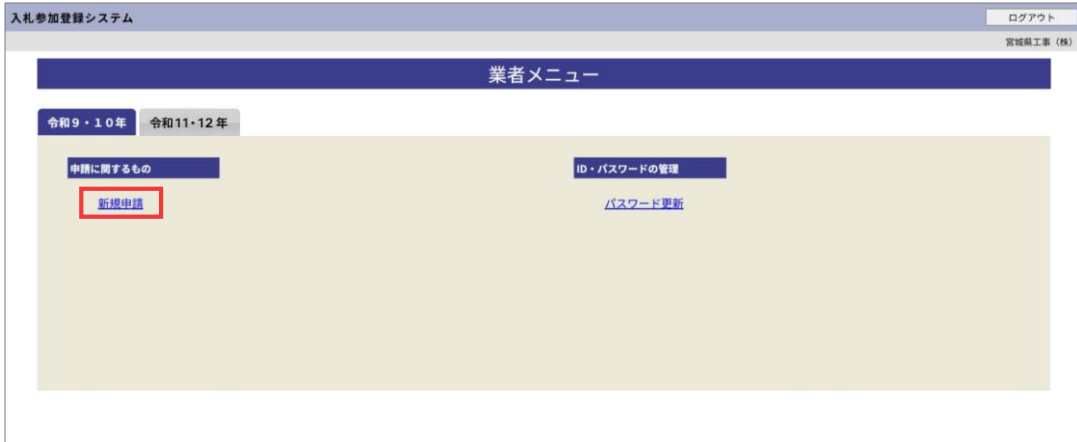 入札参加登録システム
ログアウト
宮城県工事（株）
業者メニュー
令和９・１０年
令和11・12年
申請に関するもの
ID・パスワードの管理
新規申請
パスワード更新